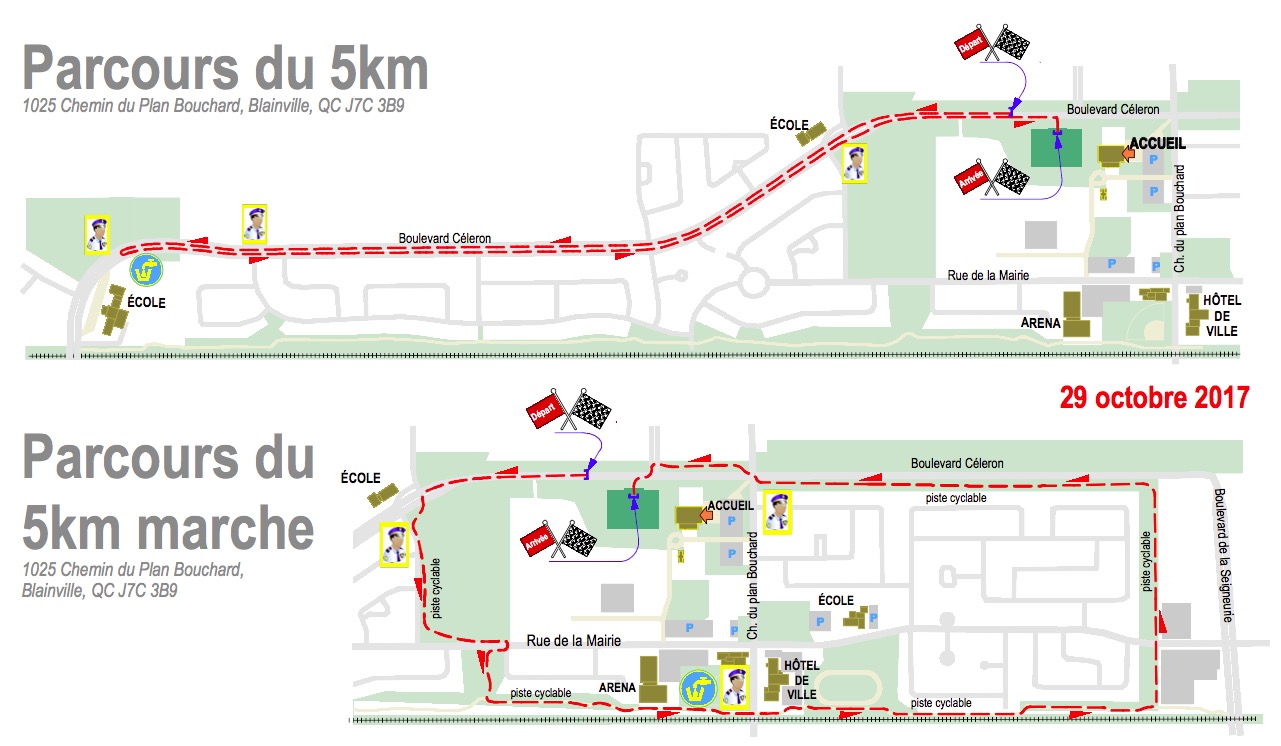 Parcours du 5km
1025 Chemin du Plan Bouchard, Blainville, QC J7C 3B9
Départ
Boulevard Céleron
ÉCOLE
ACCUEIL
P
Arrivée
P
Ch. du plan Bouchard
Boulevard Céleron
P
P
Rue de la Mairie
ÉCOLE
ARENA
HÔTEL
DE
VILLE
29 octobre 2017
Parcours du
5km marche
1025 Chemin du Plan Bouchard,
Blainville, QC J7C 3B9
Départ
Boulevard Céleron
ÉCOLE
piste cyclable
ACCUEIL
P
Arrivée
P
Ch. du plan Bouchard
Boulevard de la Seigneurie
piste cyclable
piste cyclable
ÉCOLE
P
P
P
P
Rue de la Mairie
ARENA
HÔTEL
DE
VILLE
piste cyclable
piste cyclable